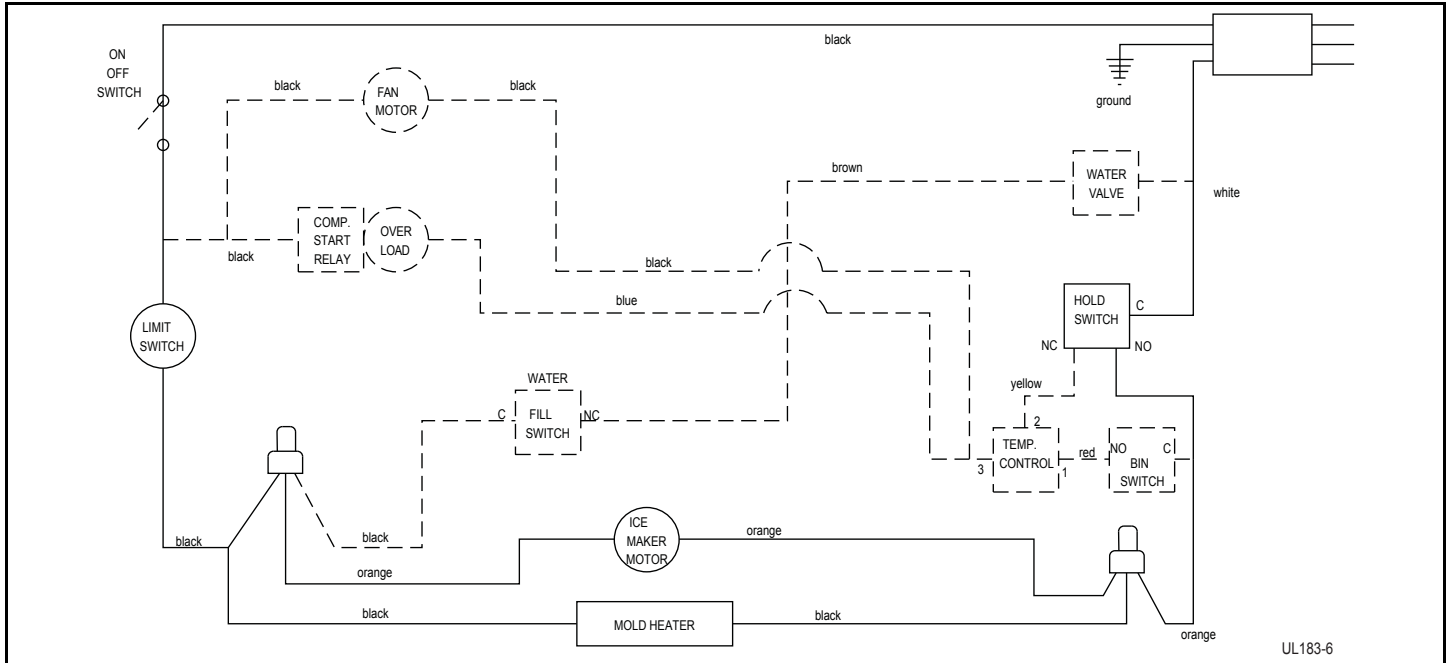 black
ON
OFF
SWITCH
ground
black
FAN
MOTOR
black
brown
WATER
VALVE
white
COMP.
START
RELAY
OVER
LOAD
black
black
blue
HOLD
SWITCH
C
NC
NO
LIMIT
SWITCH
WATER
C
FILL
SWITCH
NC
yellow
2
TEMP.
CONTROL
3
1
red
NO
C
BIN
SWITCH
black
black
orange
ICE
MAKER
MOTOR
orange
black
MOLD HEATER
black
orange
UL183-6